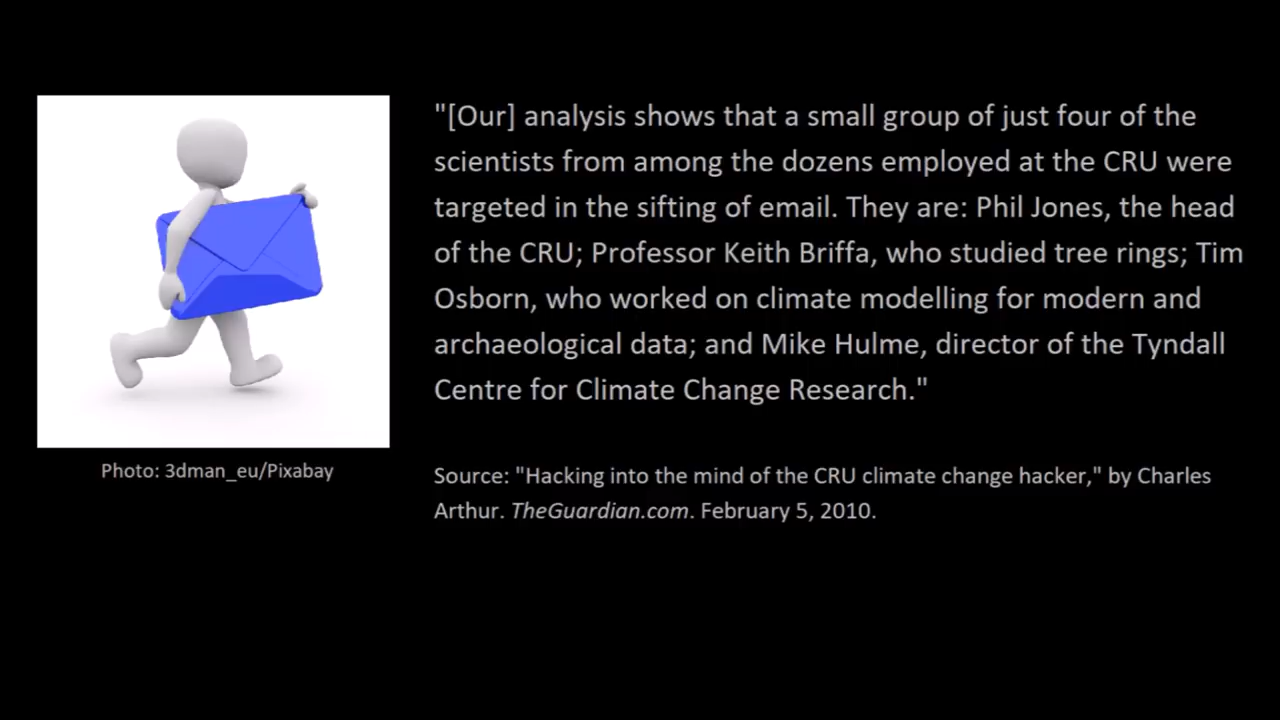 "[Our] analysis shows that a small group of just four of the
scientists from among the dozens employed at the CRU were
targeted in the sifting of email. They are: Phil Jones, the head
of the CRU; Professor Keith Briffa, who studied tree rings; Tim
Osborn, who worked on climate modelling for modern and
archaeological data; and Mike Hulme, director of the Tyndall
Centre for Climate Change Research."
Photo: 3dman_eu/Pixabay
Source: "Hacking into the mind of the CRU climate change hacker," by Charles
Arthur. TheGuardian.com. February 5, 2010.